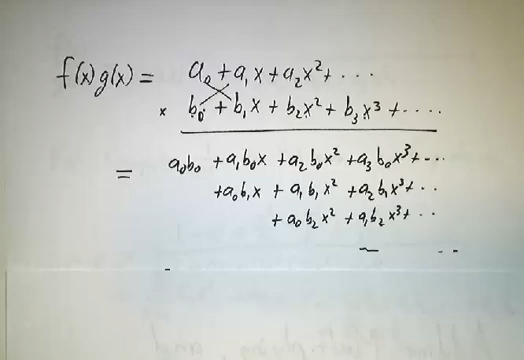 f(x)g(x) = a₀ + a₁x + a₂x² + ...
× b₀ + b₁x + b₂x² + b₃x³ + ....
= a₀b₀ + a₁b₀x + a₂b₀x² + a₃b₀x³ + ...
+a₀b₁x + a₁b₁x² + a₂b₁x³ + ..
+ a₀b₂x² + a₁b₂x³ + ..